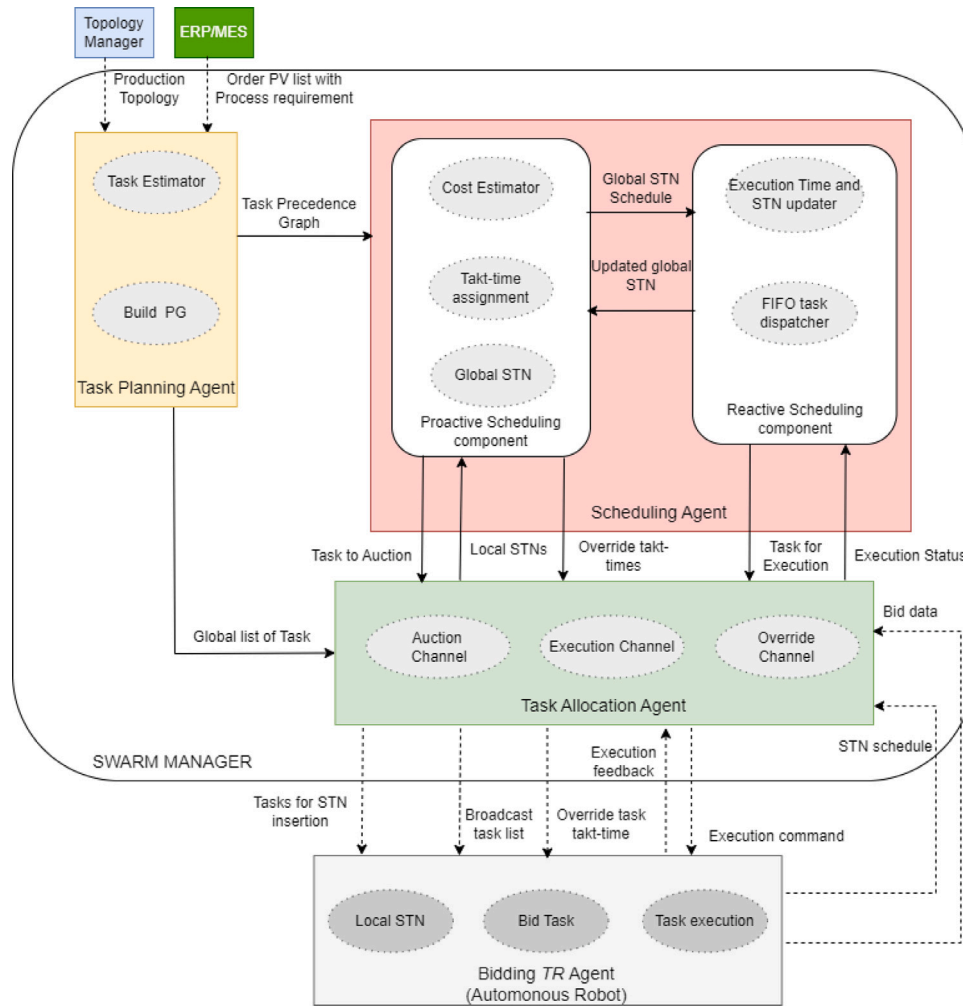 Topology
Manager
ERP/MES
Production
Topology
Order PV list with
Process requirement
Task Estimator
Build PG
Task Planning Agent
Task Precedence
Graph
Cost Estimator
Takt-time
assignment
Global STN
Proactive Scheduling
component
Global STN
Schedule
Updated global
STN
Execution Time and
STN updater
FIFO task
dispatcher
Reactive Scheduling
component
Scheduling Agent
Task to Auction
Local STNs
Override takt-
times
Task for
Execution
Execution Status
Global list of Task
Auction
Channel
Execution Channel
Override
Channel
Task Allocation Agent
Bid data
STN schedule
SWARM MANAGER
Tasks for STN
insertion
Broadcast
task list
Override task
takt-time
Execution
feedback
Execution command
Local STN
Bid Task
Task execution
Bidding TR Agent
(Automonous Robot)